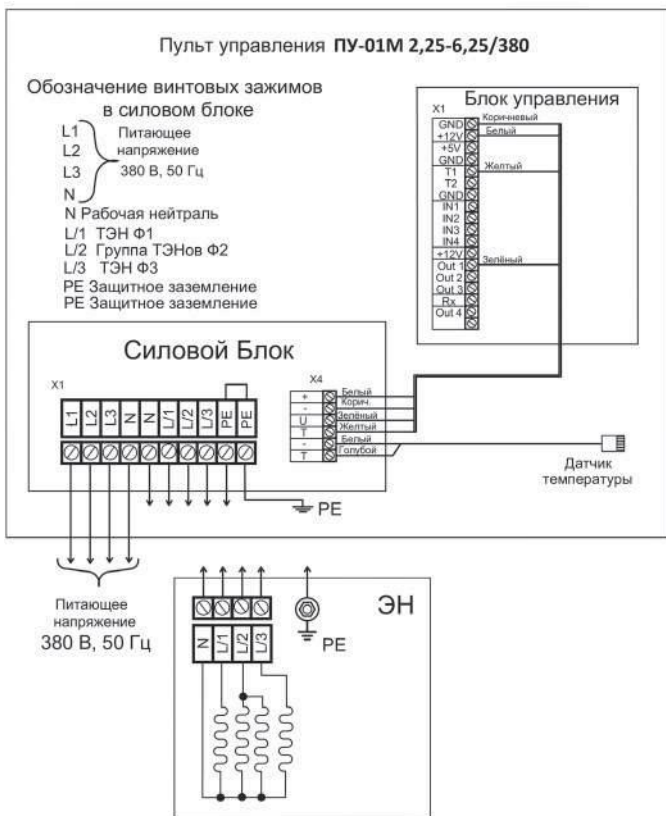 Пульт управления ПУ-01М 2,25-6,25/380
Обозначение винтовых зажимов
в силовом блоке
L1
L2
L3
N
Питающее
напряжение
380 В, 50 Гц
N Рабочая нейтраль
L/1 ТЭН Ф1
L/2 Группа ТЭНов Ф2
L/3 ТЭН Ф3
PE Защитное заземление
PE Защитное заземление
Блок управления
X1
GND Коричневый
+12V Белый
+5V
GND
T1 Желтый
T2
GND
IN1
IN2
IN3
IN4
+12V
Out 1 Зелёный
Out 2
Out 3
Rx
Out 4
Силовой Блок
X1
L1 L2 L3 N N L/1 L/2 L/3 PE PE
X4
+ Белый
- Корич.
U Зелёный
T Желтый
- Белый
T Голубой
Датчик
температуры
PE
Питающее
напряжение
380 В, 50 Гц
ЭН
N L/1 L/2 L/3
PE